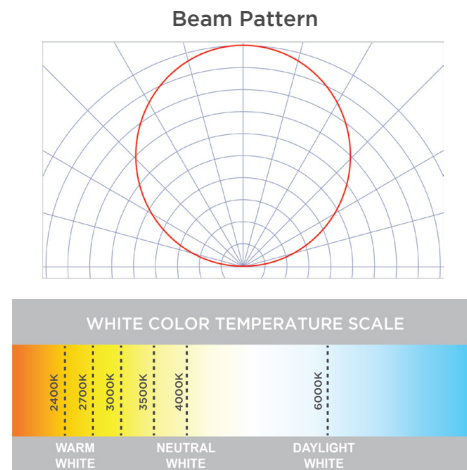 Beam Pattern
WHITE COLOR TEMPERATURE SCALE
2400K
2700K
3000K
3500K
4000K
6000K
WARM
WHITE
NEUTRAL
WHITE
DAYLIGHT
WHITE